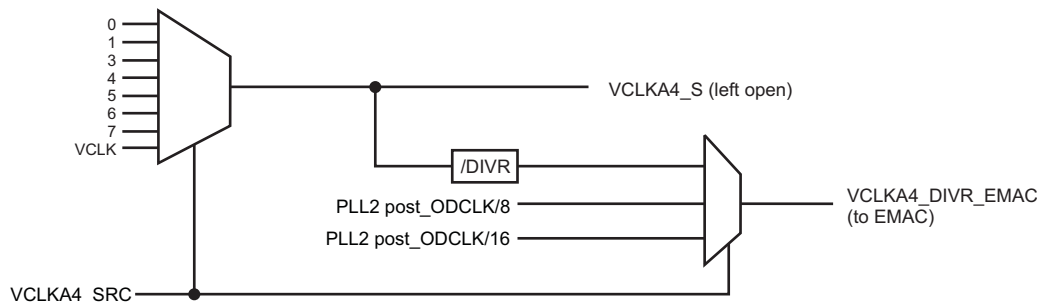 0
1
3
4
5
6
7
VCLK
VCLKA4_S (left open)
/DIVR
PLL2 post_ODCLK/8
PLL2 post_ODCLK/16
VCLKA4_DIVR_EMAC
(to EMAC)
VCLKA4_SRC